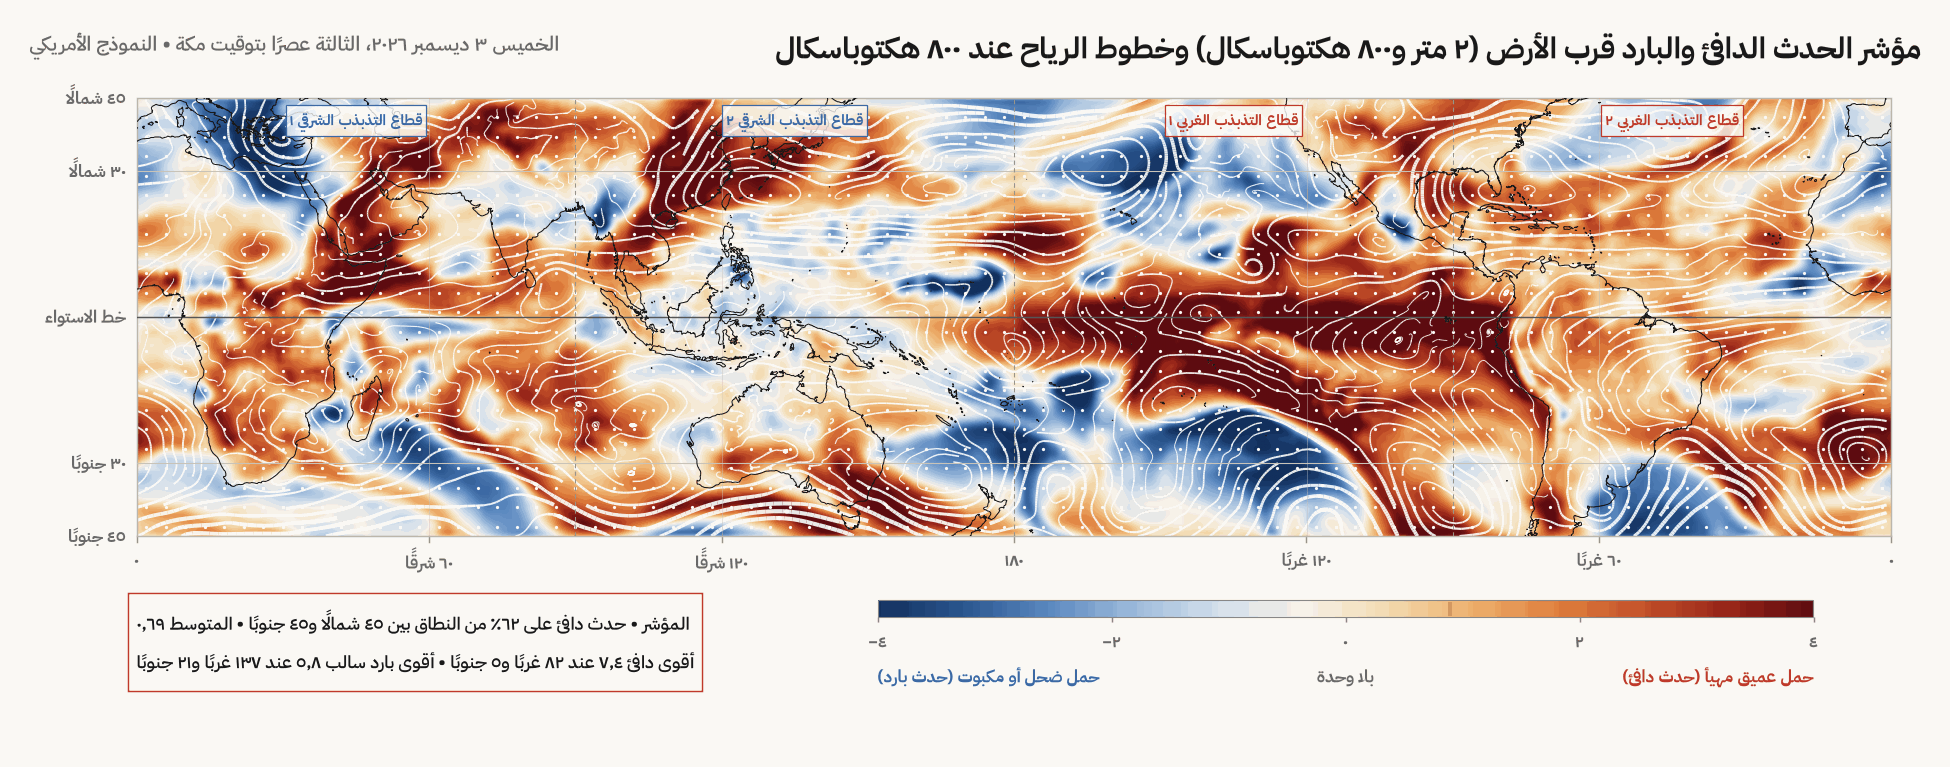 مؤشر الحدث الدافئ والبارد قرب الأرض (٢ متر و٨٠٠ هكتوباسكال) وخطوط الرياح عند ٨٠٠ هكتوباسكال
الخميس ٣ ديسمبر ٢٠٢٦، الثالثة عصرًا بتوقيت مكة • النموذج الأمريكي
قطاع التذبذب الشرقي ١
قطاع التذبذب الشرقي ٢
قطاع التذبذب الغربي ١
قطاع التذبذب الغربي ٢
٤٥ شمالًا
٣٠ شمالًا
خط الاستواء
٣٠ جنوبًا
٤٥ جنوبًا
٠
٦٠ شرقًا
١٢٠ شرقًا
١٨٠
١٢٠ غربًا
٦٠ غربًا
٠
المؤشر • حدث دافئ على ٦٢٪ من النطاق بين ٤٥ شمالًا و٤٥ جنوبًا • المتوسط ٠,٦٩
أقوى دافئ ٧,٤ عند ٨٢ غربًا و٥ جنوبًا • أقوى بارد سالب ٥,٨ عند ١٣٧ غربًا و٢١ جنوبًا
−٤
−٢
٠
٢
٤
حمل ضحل أو مكبوت (حدث بارد)
بلا وحدة
حمل عميق مهيأ (حدث دافئ)